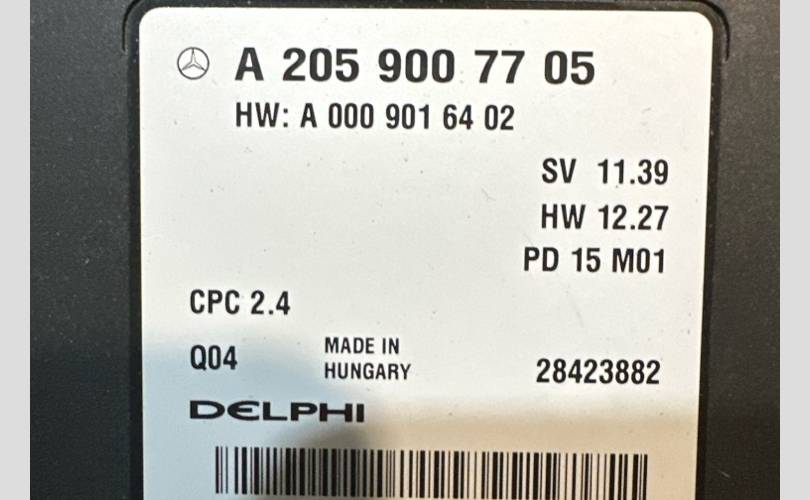 A 205 900 77 05
HW: A 000 901 64 02
SV 11.39
HW 12.27
PD 15 M01
CPC 2.4
Q04
MADE IN
HUNGARY
28423882
DELPHI